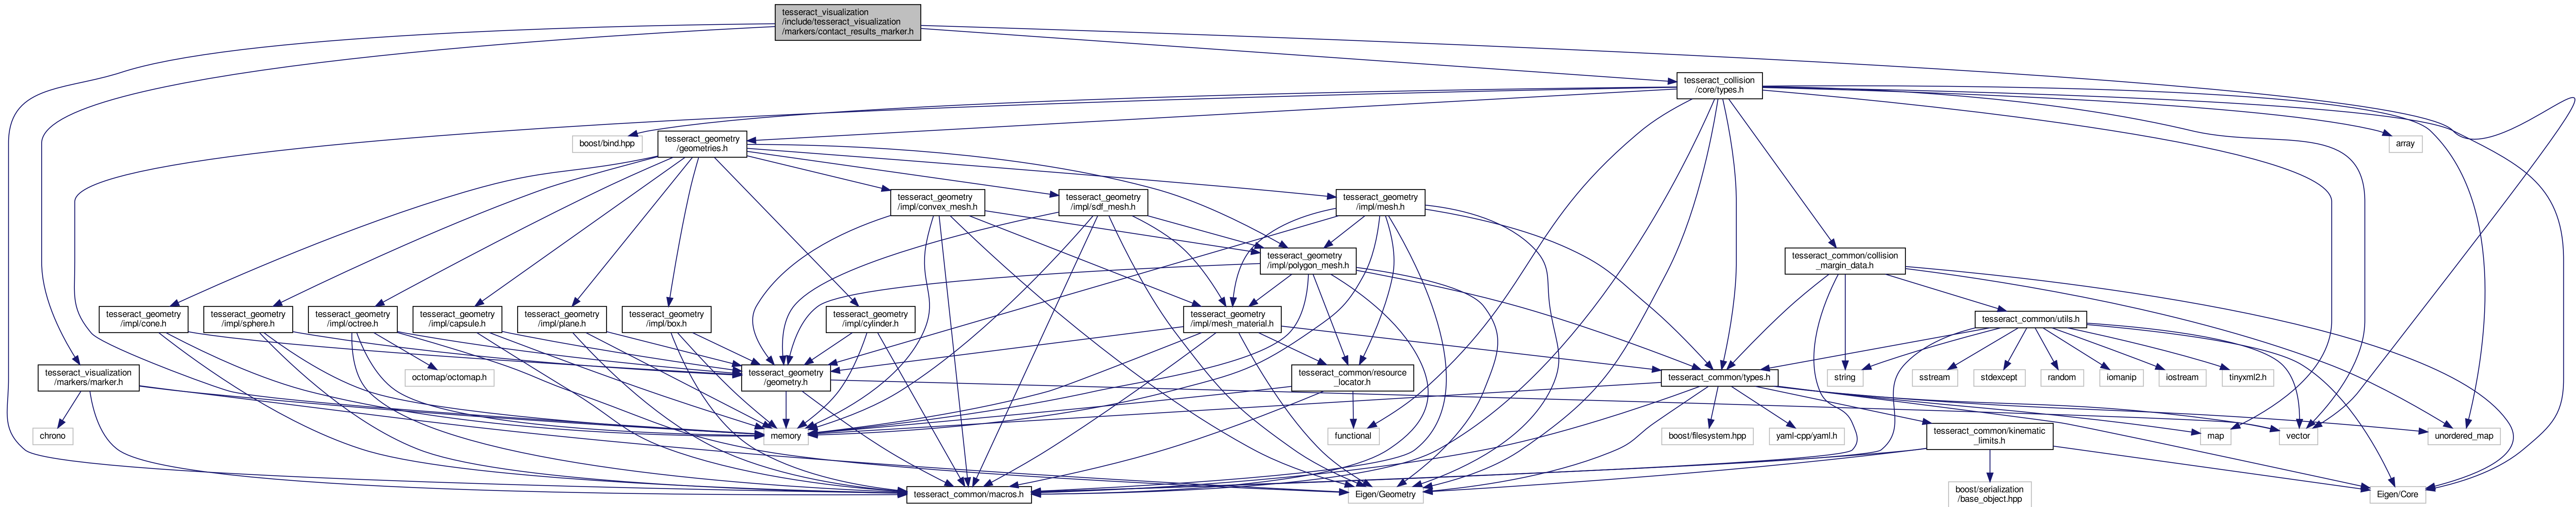 tesseract_visualization
/include/tesseract_visualization
/markers/contact_results_marker.h
tesseract_collision
/core/types.h
boost/bind.hpp
tesseract_geometry
/geometries.h
array
tesseract_geometry
/impl/convex_mesh.h
tesseract_geometry
/impl/sdf_mesh.h
tesseract_geometry
/impl/mesh.h
tesseract_geometry
/impl/polygon_mesh.h
tesseract_common/collision
_margin_data.h
tesseract_geometry
/impl/cone.h
tesseract_geometry
/impl/sphere.h
tesseract_geometry
/impl/octree.h
tesseract_geometry
/impl/capsule.h
tesseract_geometry
/impl/plane.h
tesseract_geometry
/impl/box.h
tesseract_geometry
/impl/cylinder.h
tesseract_geometry
/impl/mesh_material.h
tesseract_common/utils.h
tesseract_visualization
/markers/marker.h
octomap/octomap.h
tesseract_geometry
/geometry.h
tesseract_common/resource
_locator.h
tesseract_common/types.h
string
sstream
stdexcept
random
iomanip
iostream
tinyxml2.h
chrono
memory
functional
boost/filesystem.hpp
yaml-cpp/yaml.h
tesseract_common/kinematic
_limits.h
map
vector
unordered_map
tesseract_common/macros.h
Eigen/Geometry
boost/serialization
/base_object.hpp
Eigen/Core